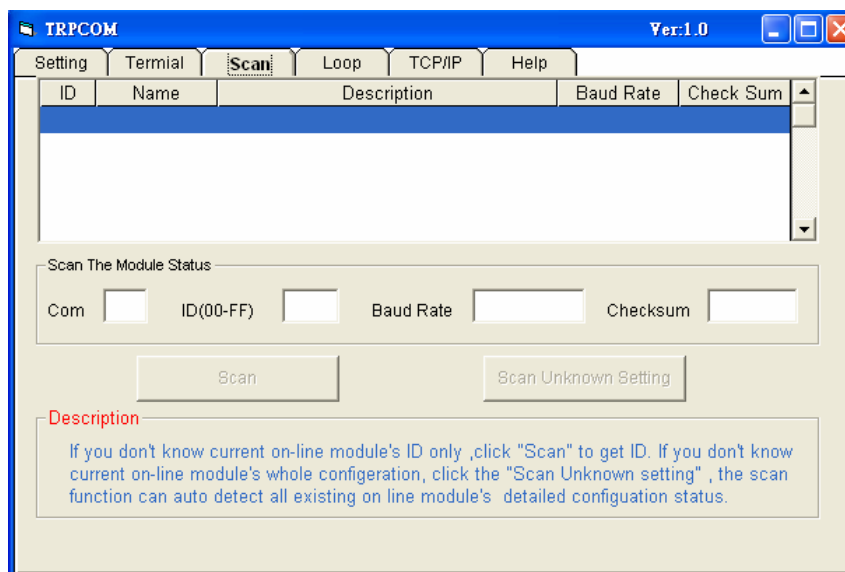 TRPCOM Ver:1.0
Setting Termial Scan Loop TCP/IP Help
ID Name Description Baud Rate Check Sum
Scan The Module Status
Com ID(00-FF) Baud Rate Checksum
Scan Scan Unknown Setting
Description
If you don't know current on-line module's ID only ,click "Scan" to get ID. If you don't know
current on-line module's whole configeration, click the "Scan Unknown setting" , the scan
function can auto detect all existing on line module's detailed configuation status.